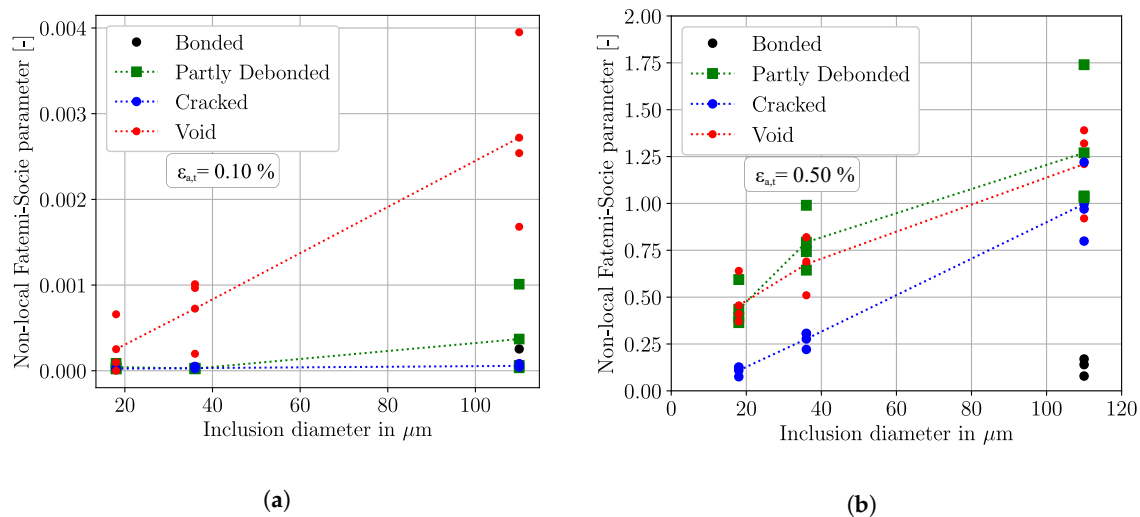 Non-local Fatemi-Socie parameter [-]
0.004
0.003
0.002
0.001
0.000
Bonded
Partly Debonded
Cracked
Void
εa,t= 0.10 %
20 40 60 80 100
Inclusion diameter in μm
(a)
Non-local Fatemi-Socie parameter [-]
2.00
1.75
1.50
1.25
1.00
0.75
0.50
0.25
0.00
Bonded
Partly Debonded
Cracked
Void
εa,t= 0.50 %
0 20 40 60 80 100 120
Inclusion diameter in μm
(b)